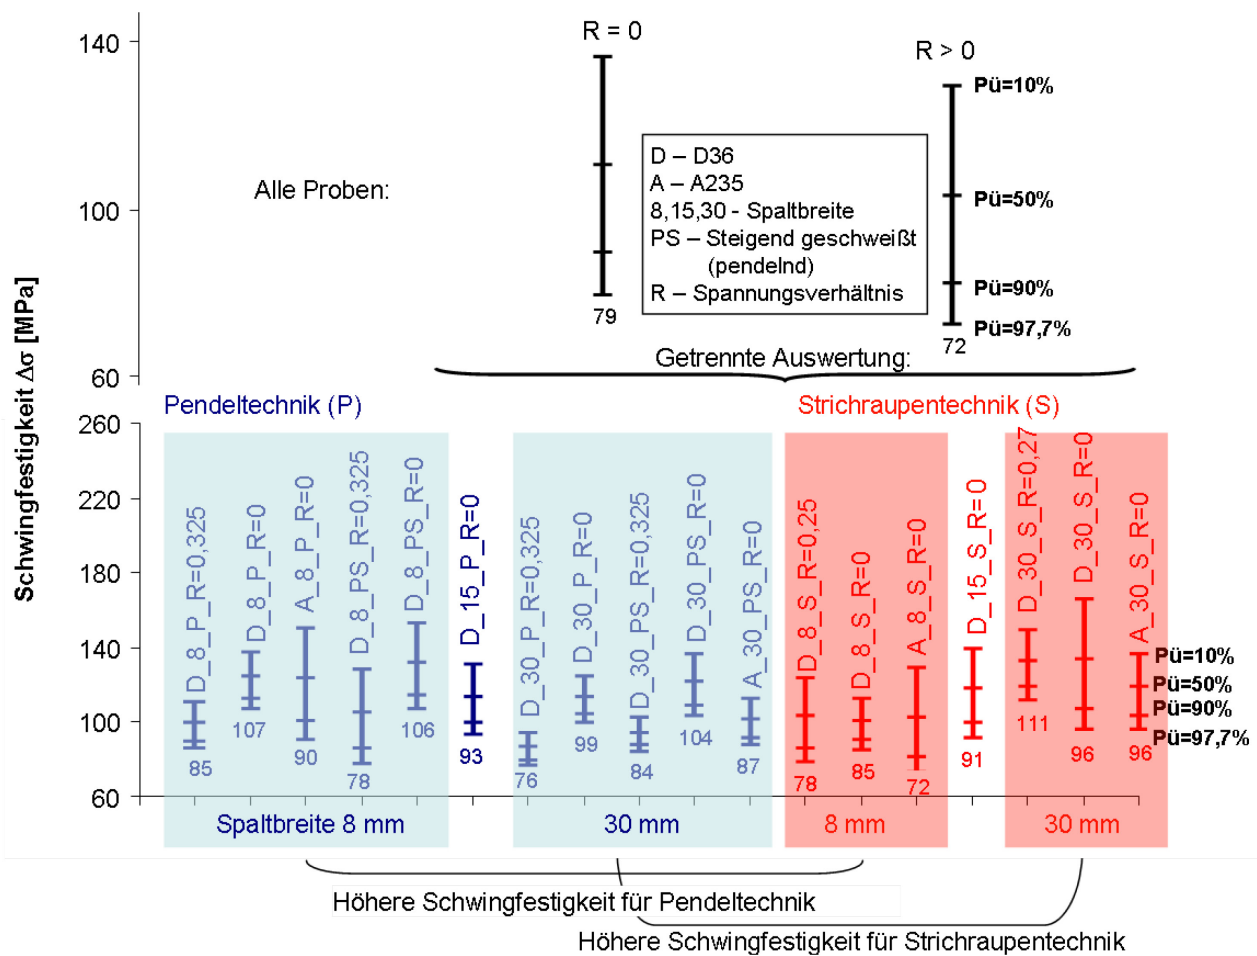 Schwingfestigkeit Δσ [MPa]
140
100
60
R = 0
R > 0
Alle Proben:
79
72
Pü=10%
Pü=50%
Pü=90%
Pü=97,7%
D – D36
A – A235
8,15,30 - Spaltbreite
PS – Steigend geschweißt
(pendelnd)
R – Spannungsverhältnis
Getrennte Auswertung:
Pendeltechnik (P)
Strichraupentechnik (S)
260
220
180
140
100
60
D_8_P_R=0,325
D_8_P_R=0
A_8_P_R=0
D_8_PS_R=0,325
D_8_PS_R=0
D_15_P_R=0
D_30_P_R=0,325
D_30_P_R=0
D_30_PS_R=0,325
D_30_PS_R=0
A_30_PS_R=0
D_8_S_R=0,25
D_8_S_R=0
A_8_S_R=0
D_15_S_R=0
D_30_S_R=0,27
D_30_S_R=0
A_30_S_R=0
85
107
90
78
106
93
76
99
84
104
87
78
85
72
91
111
96
96
Pü=10%
Pü=50%
Pü=90%
Pü=97,7%
Spaltbreite 8 mm
30 mm
8 mm
30 mm
Höhere Schwingfestigkeit für Pendeltechnik
Höhere Schwingfestigkeit für Strichraupentechnik